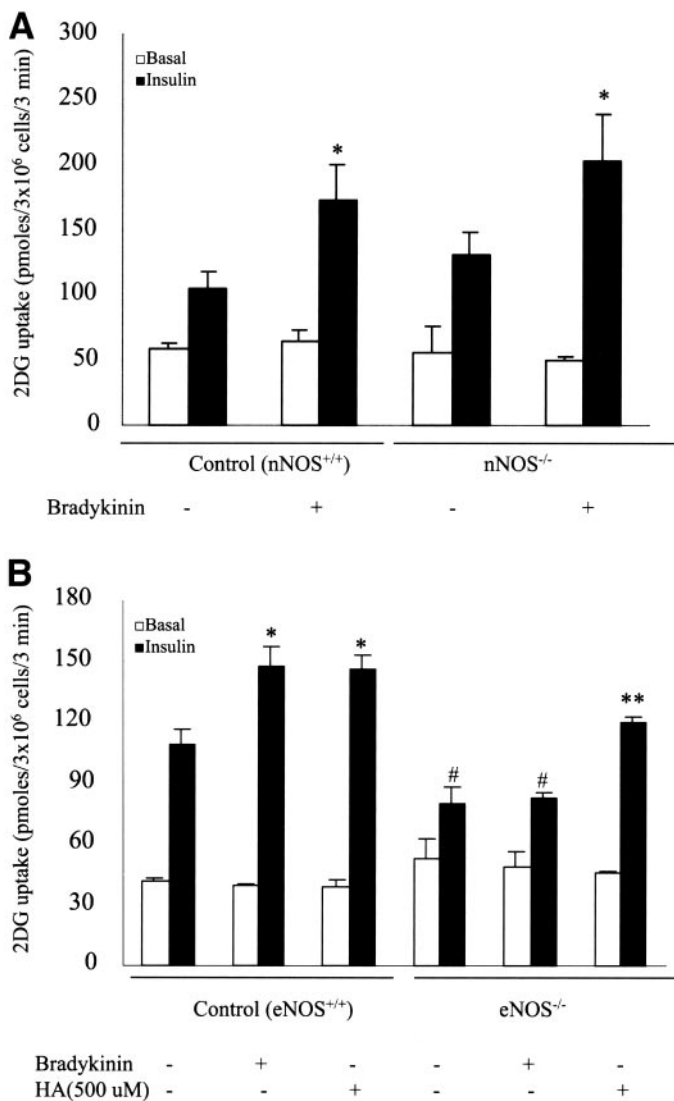 A
2DG uptake (pmoles/3x10⁶ cells/3 min)
300
250
200
150
100
50
0
Basal
Insulin
*
*
Control (nNOS⁺/⁺)
nNOS⁻/⁻
Bradykinin - + - +
B
2DG uptake (pmoles/3x10⁶ cells/3 min)
180
150
120
90
60
30
0
Basal
Insulin
*
*
#
#
**
Control (eNOS⁺/⁺)
eNOS⁻/⁻
Bradykinin - + - - + -
HA(500 uM) - - + - - +